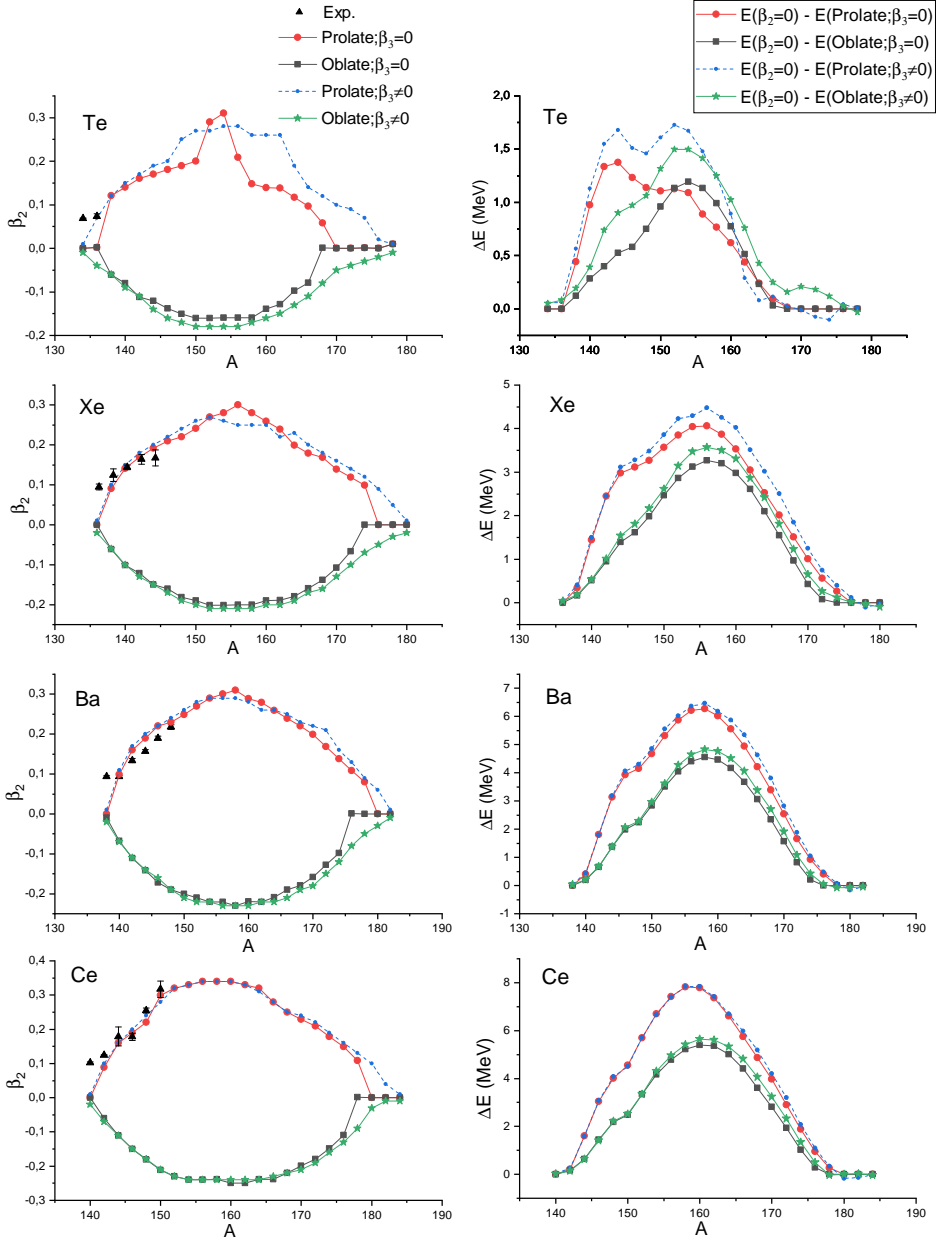 Exp.
Prolate;β₃=0
Oblate;β₃=0
Prolate;β₃≠0
Oblate;β₃≠0
E(β₂=0) - E(Prolate;β₃=0)
E(β₂=0) - E(Oblate;β₃=0)
E(β₂=0) - E(Prolate;β₃≠0)
E(β₂=0) - E(Oblate;β₃≠0)
Te
β₂
0,3
0,2
0,1
0,0
-0,1
-0,2
130 140 150 160 170 180
A
Te
ΔE (MeV)
2,0
1,5
1,0
0,5
0,0
130 140 150 160 170 180 190
A
Xe
β₂
0,3
0,2
0,1
0,0
-0,1
-0,2
130 140 150 160 170 180
A
Xe
ΔE (MeV)
5
4
3
2
1
0
130 140 150 160 170 180 190
A
Ba
β₂
0,3
0,2
0,1
0,0
-0,1
-0,2
130 140 150 160 170 180 190
A
Ba
ΔE (MeV)
7
6
5
4
3
2
1
0
-1
130 140 150 160 170 180 190
A
Ce
β₂
0,4
0,3
0,2
0,1
0,0
-0,1
-0,2
-0,3
140 150 160 170 180 190
A
Ce
ΔE (MeV)
8
6
4
2
0
130 140 150 160 170 180 190
A